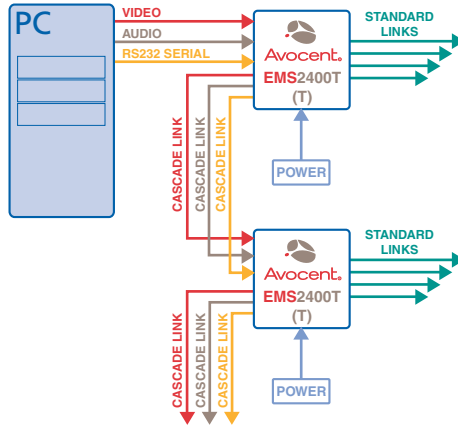 PC
VIDEO
AUDIO
RS232 SERIAL
Avocent.
EMS2400T
(T)
STANDARD
LINKS
CASCADE LINK
CASCADE LINK
CASCADE LINK
POWER
Avocent.
EMS2400T
(T)
STANDARD
LINKS
CASCADE LINK
CASCADE LINK
CASCADE LINK
POWER